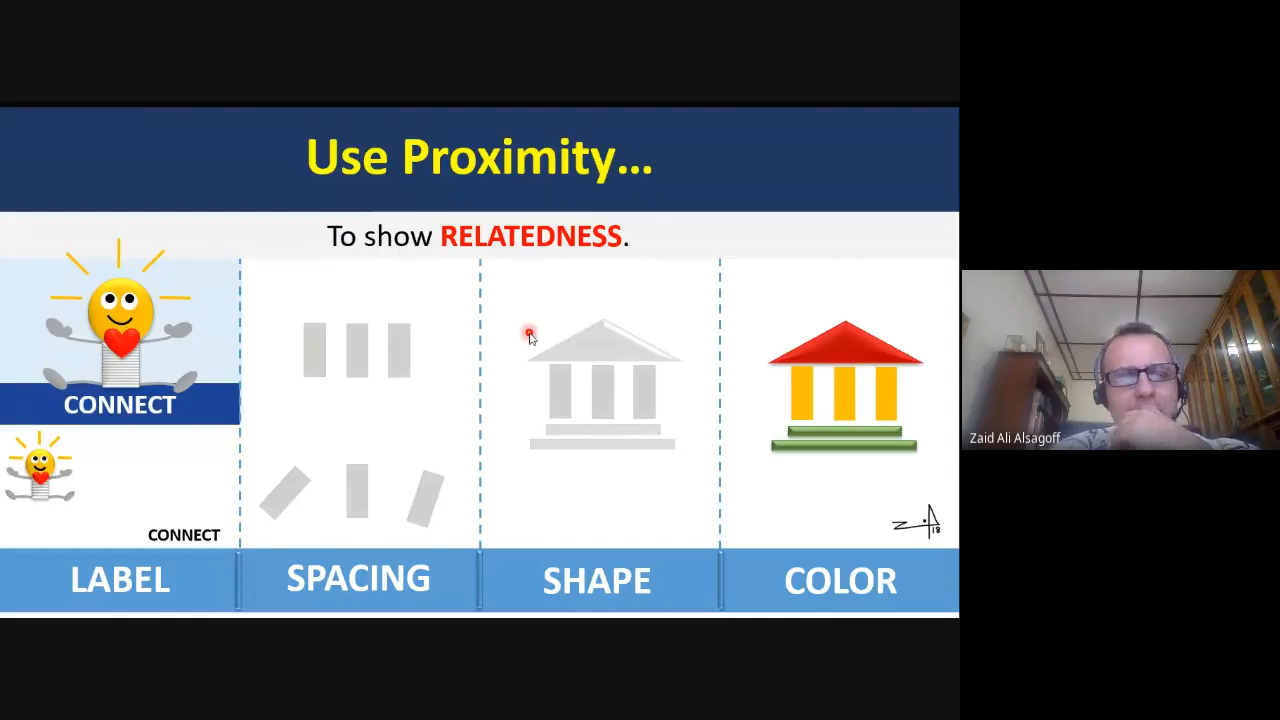 Use Proximity...
To show RELATEDNESS.
CONNECT
CONNECT
LABEL
SPACING
SHAPE
COLOR
Zaid Ali Alsagoff